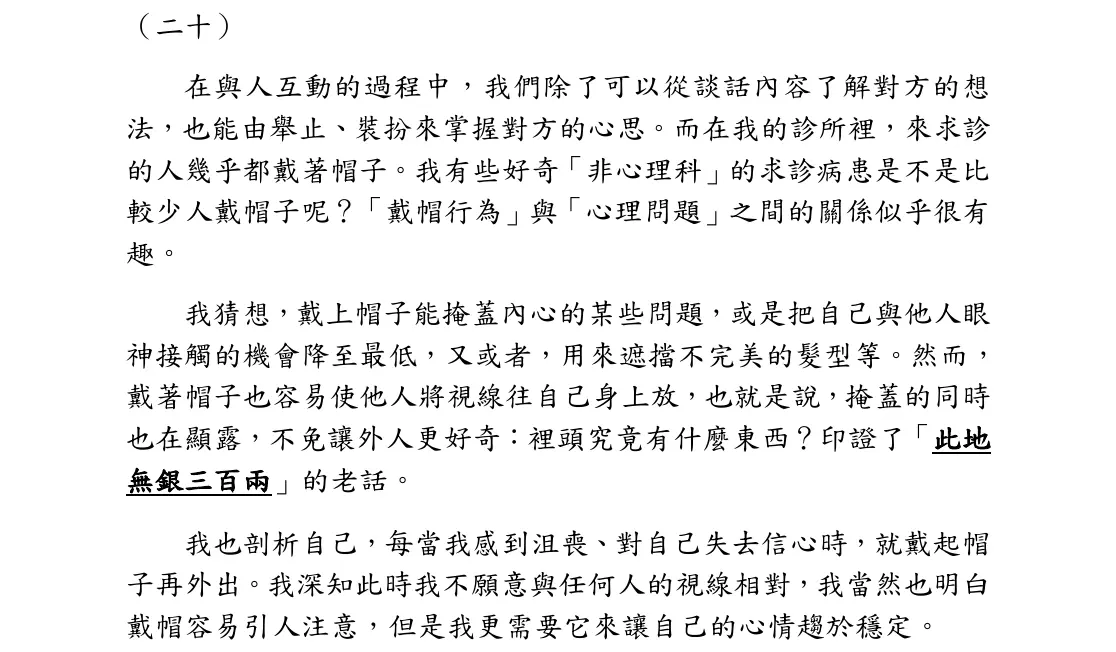 （二十）
在與人互動的過程中，我們除了可以從談話內容了解對方的想
法，也能由舉止、裝扮來掌握對方的心思。而在我的診所裡，來求診
的人幾乎都戴著帽子。我有些好奇「非心理科」的求診病患是不是比
較少人戴帽子呢？「戴帽行為」與「心理問題」之間的關係似乎很有
趣。
我猜想，戴上帽子能掩蓋內心的某些問題，或是把自己與他人眼
神接觸的機會降至最低，又或者，用來遮擋不完美的髮型等。然而，
戴著帽子也容易使他人將視線往自己身上放，也就是說，掩蓋的同時
也在顯露，不免讓外人更好奇：裡頭究竟有什麼東西？印證了「此地
無銀三百兩」的老話。
我也剖析自己，每當我感到沮喪、對自己失去信心時，就戴起帽
子再外出。我深知此時我不願意與任何人的視線相對，我當然也明白
戴帽容易引人注意，但是我更需要它來讓自己的心情趨於穩定。